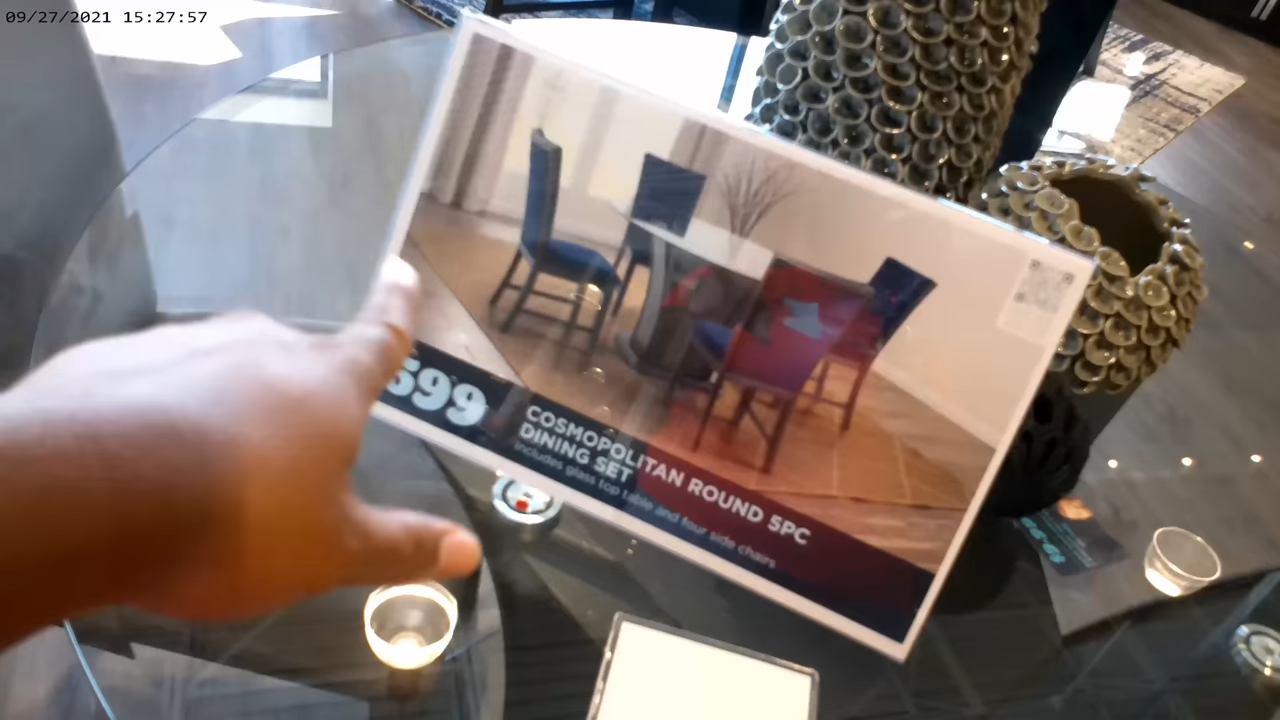 09/27/2021 15:27:57
599
COSMOPOLITAN ROUND 5PC
DINING SET
Includes glass top table and four side chairs